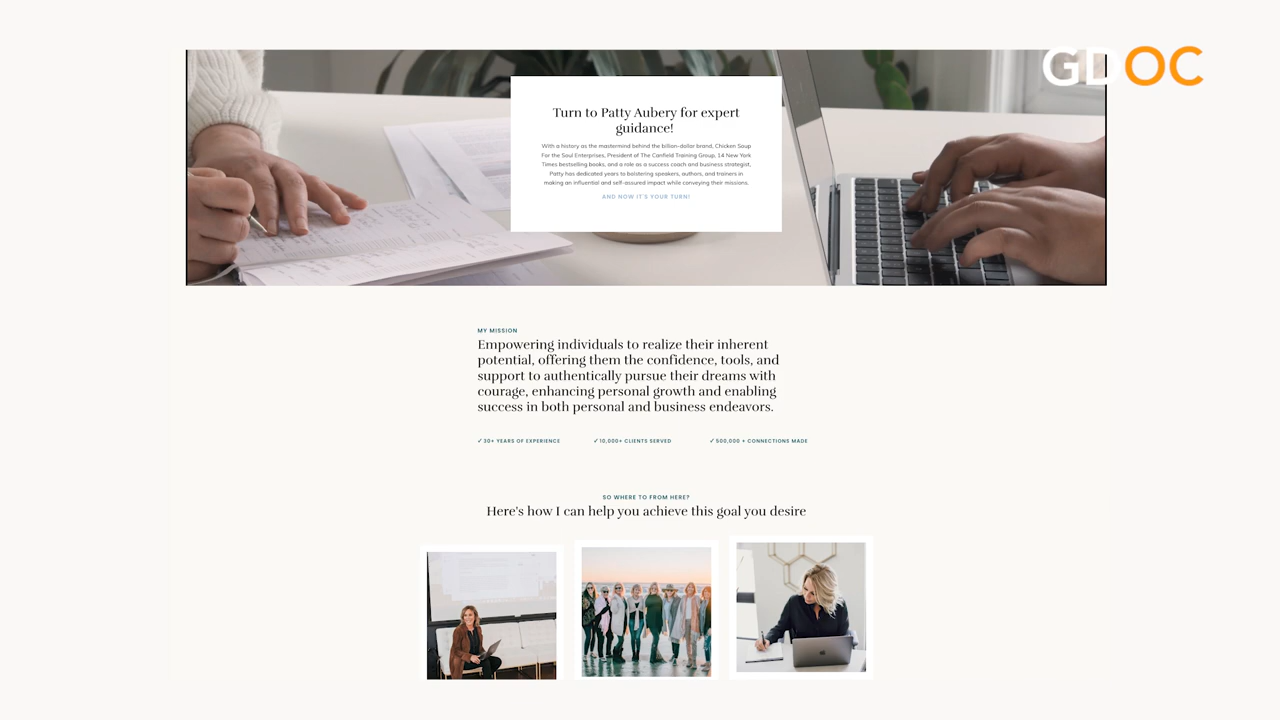 GDOC
Turn to Patty Aubery for expert
guidance!
With a history as the mastermind behind the billion-dollar brand, Chicken Soup
For the Soul Enterprises, President of The Canfield Training Group, 14 New York
Times bestselling books, and a role as a success coach and business strategist,
Patty has dedicated years to bolstering speakers, authors, and trainers in
making an influential and self-assured impact while conveying their missions.
AND NOW IT'S YOUR TURN!
MY MISSION
Empowering individuals to realize their inherent
potential, offering them the confidence, tools, and
support to authentically pursue their dreams with
courage, enhancing personal growth and enabling
success in both personal and business endeavors.
✓ 30+ YEARS OF EXPERIENCE ✓ 10,000+ CLIENTS SERVED ✓ 500,000 + CONNECTIONS MADE
SO WHERE TO FROM HERE?
Here's how I can help you achieve this goal you desire